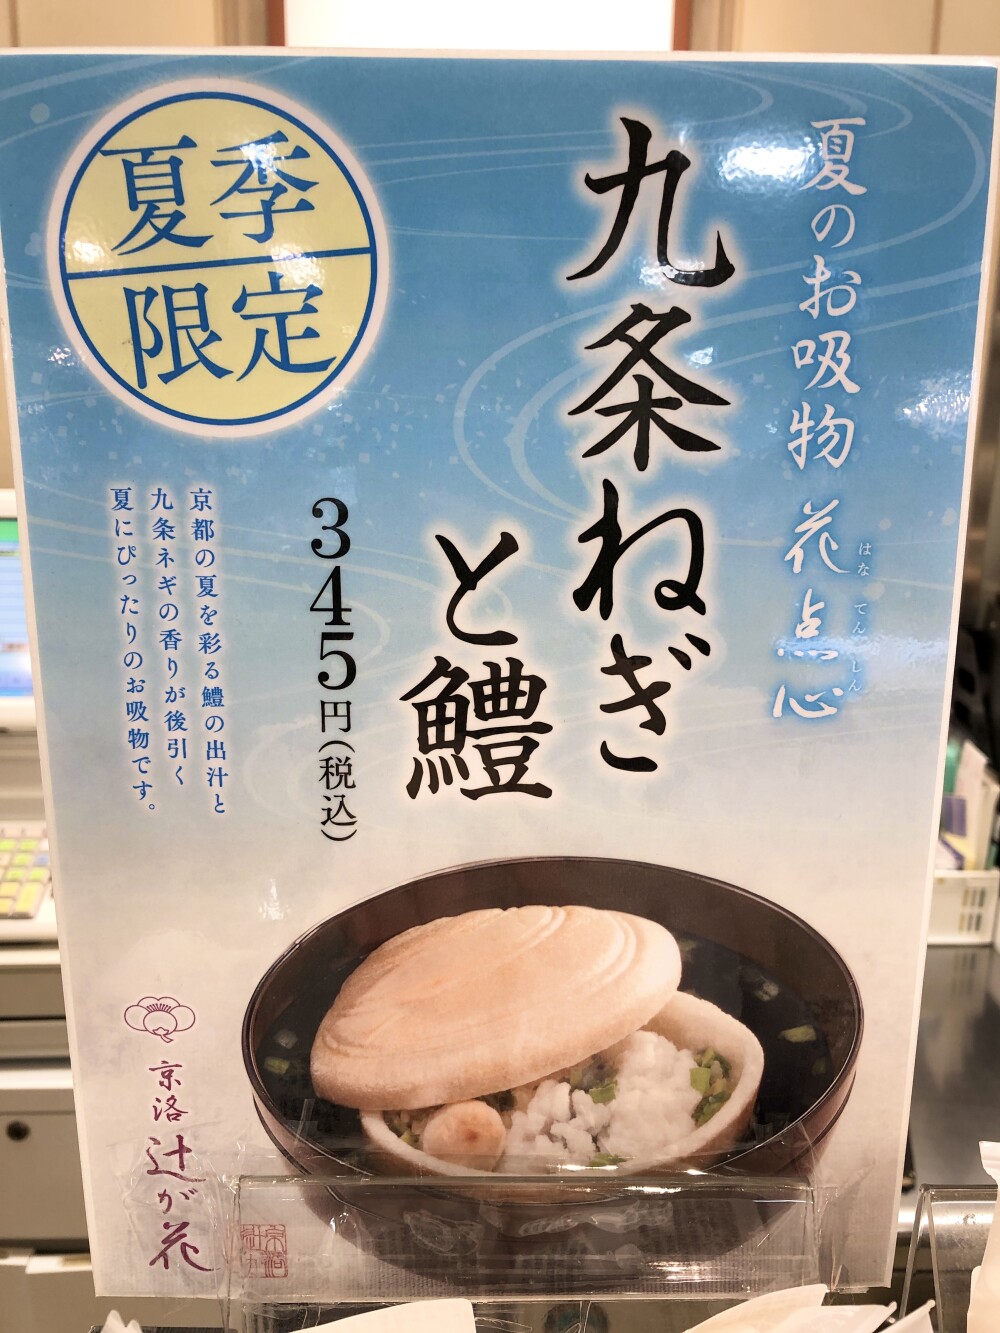 夏季
限定
夏のお吸物 花点心
はな てん しん
九条ねぎ
と鱧
345円(税込)
京都の夏を彩る鱧の出汁と
九条ネギの香りが後引く
夏にぴったりのお吸物です。
京洛
辻が花